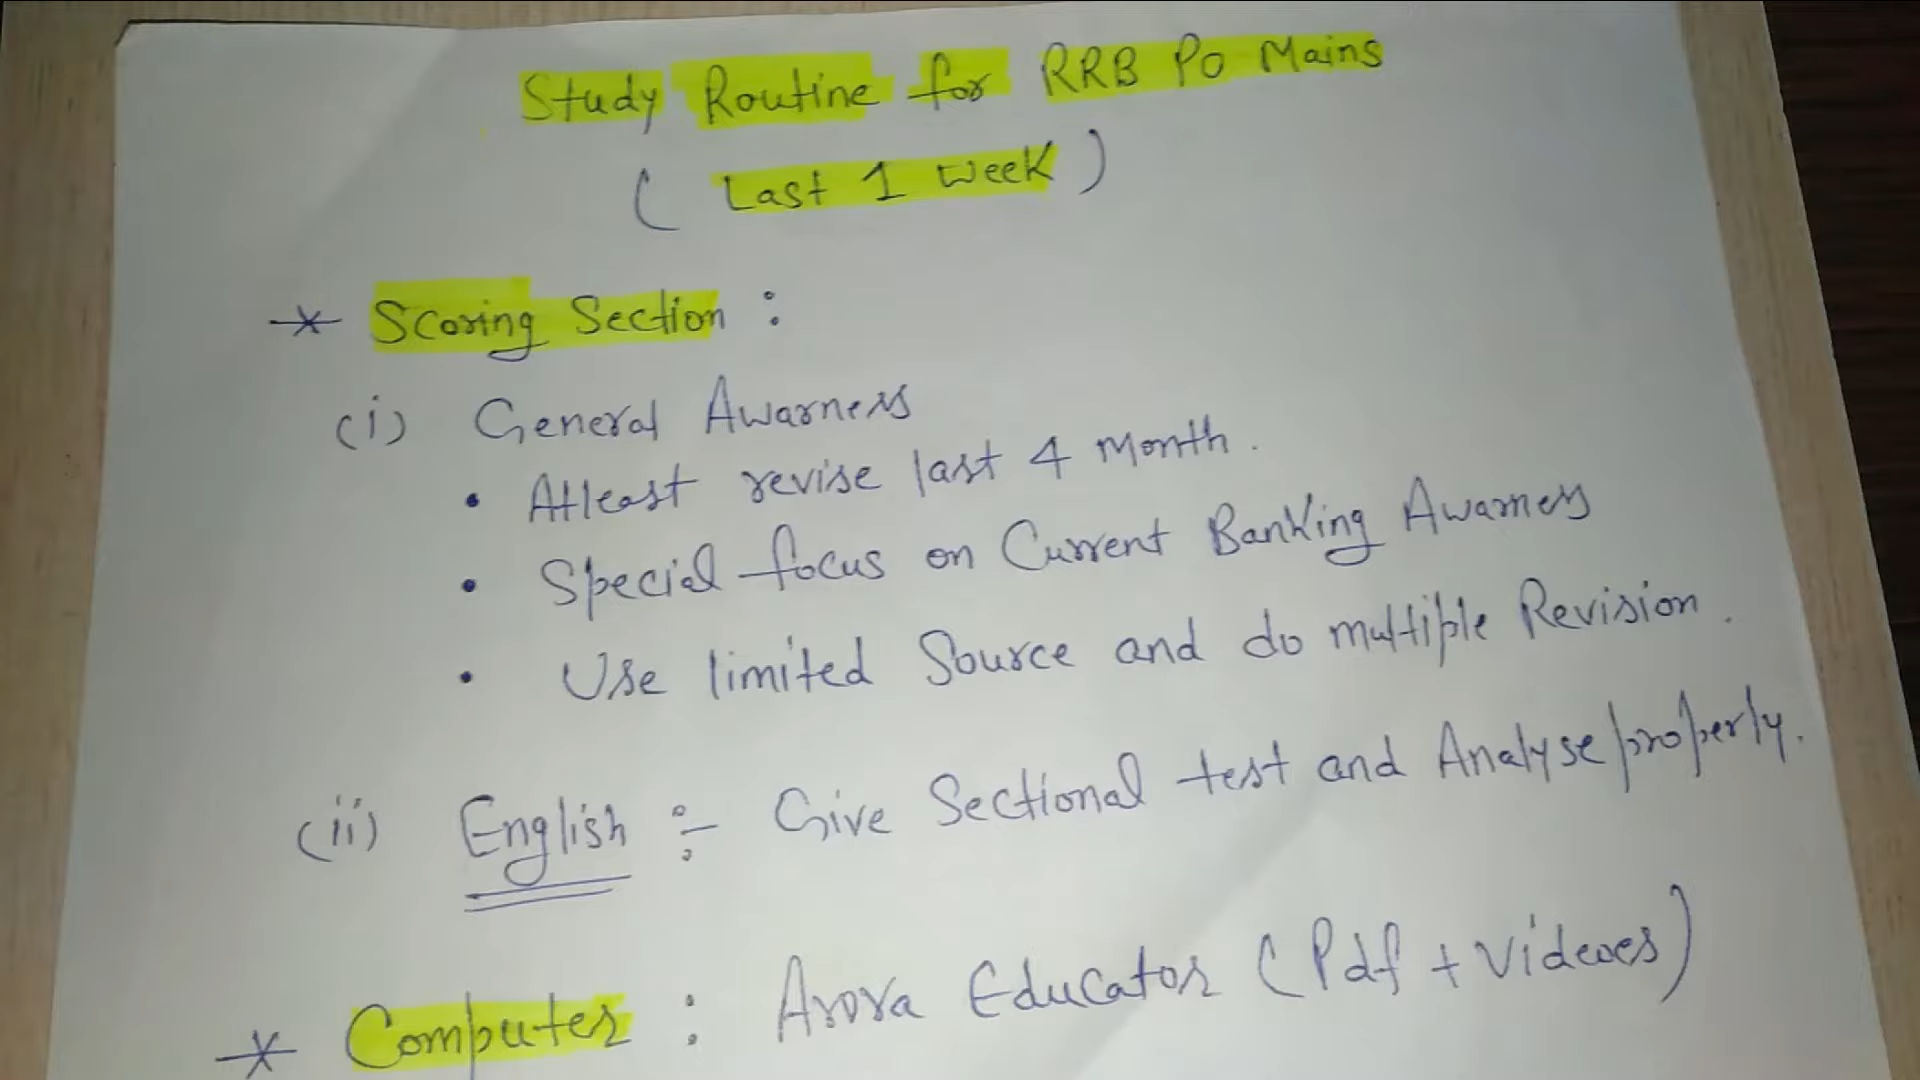 Study Routine for RRB PO Mains
( Last 1 Week )
* Scoring Section :
(i) General Awarness
• Atleast revise last 4 Month.
• Special focus on Current Banking Awarness
• Use limited Source and do multiple Revision.
(ii) English :- Give Sectional test and Analyse properly.
* Computer : Arora Educator (Pdf + Videoes)